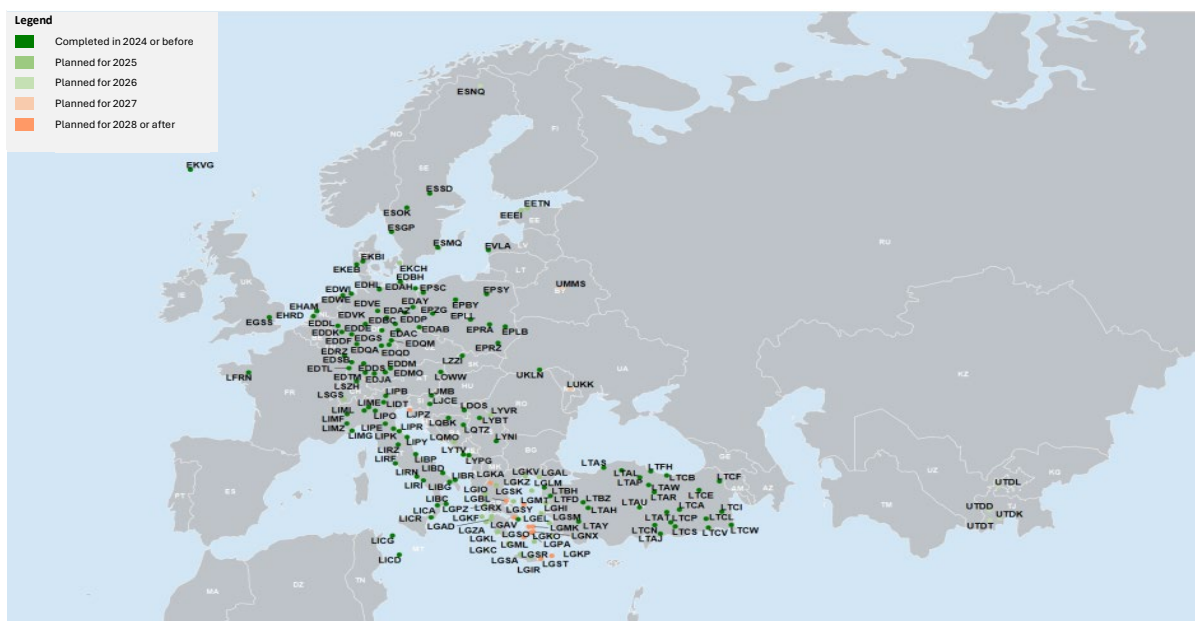 Legend
Completed in 2024 or before
Planned for 2025
Planned for 2026
Planned for 2027
Planned for 2028 or after
ESNQ
NO
FI
SE
EKVG
ESSD
ESOK
EETN
EEEI
EE
ESGP
ESMQ
EVLA
LV
RU
EKBI
EKEB
EKCH
EDBH
LT
UK
IE
EDHL
EDAH
EPSC
EPSY
UMMS
BY
EDWI
EDWE
EDVE
EDAY
EPBY
EHAM
EHRD
EDVK
EDAZ
EPZG
EPLL
EGSS
EDDL
EDBC
EDDP
EDDK
EDDE
EDAC
EDAB
EPRA
EPLB
EDDF
EDGS
EDQM
EDRZ
EDQA
EDQD
EPRZ
EDSB
EDDS
EDDM
LZZI
SK
UA
KZ
EDTL
EDTM
EDJA
EDMO
LOWW
UKLN
LFRN
LSZH
HU
LUKK
FR
LSGS
LIPB
LJMB
LIME
LIDT
LJCE
SI
RO
LIML
LIPO
LJPZ
LDOS
LYVR
LIMF
LIPE
LIPR
LQBK
LYBT
LIMZ
LIMG
LIPK
LIPY
LQMO
LQTZ
LYNI
LIRZ
LYTV
BG
LIRF
LIBP
LYPG
PT
ES
LIRN
LIBD
LIBR
MK
LGKA
LGKV
LGAL
LTAS
LTFH
GE
LIRI
LIBG
LGKZ
LGLM
LTAL
LTCB
LTCF
LGIO
LGSK
LTBH
LTAP
LTAW
AM
AZ
LIBC
LGBL
LGMT
LTFD
LTBZ
LTAR
LTCE
LICA
LGPZ
LGRX
LGSY
LGHI
LTAH
LTAU
LTCA
LTCI
LICR
LGKF
LGEL
LGSM
LTAT
LTCP
LTCL
LGAD
LGAV
LTAY
LTCN
LTCS
LTCV
LTCW
LGZA
LGSO
LGMK
LTAJ
LGKL
LGKO
LGNX
LICG
LGML
LGPA
LGKC
LGSR
LGKP
LICD
MT
LGSA
LGST
LGIR
UZ
KG
TM
UTDL
TJ
UTDD
UTDK
UTDT
MA
DZ
TN